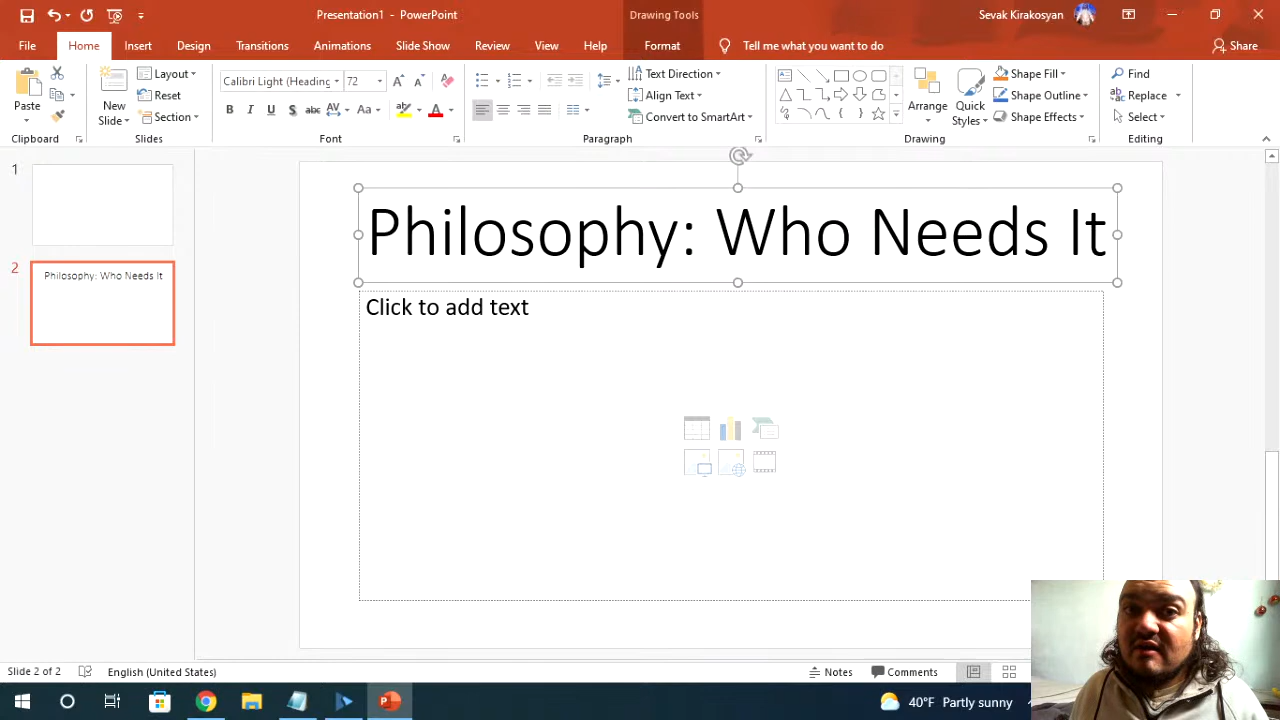 Presentation1 - PowerPoint
Drawing Tools
Sevak Kirakosyan
File Home Insert Design Transitions Animations Slide Show Review View Help Format Tell me what you want to do Share
Paste
Clipboard
New Slide
Layout
Reset
Section
Slides
Calibri Light (Heading 72
B I U S abc AV Aa A
Font
Text Direction
Align Text
Convert to SmartArt
Paragraph
Arrange
Quick Styles
Shape Fill
Shape Outline
Shape Effects
Drawing
Find
Replace
Select
Editing
1
2
Philosophy: Who Needs It
Philosophy: Who Needs It
Click to add text
Slide 2 of 2 English (United States) Notes Comments
40°F Partly sunny